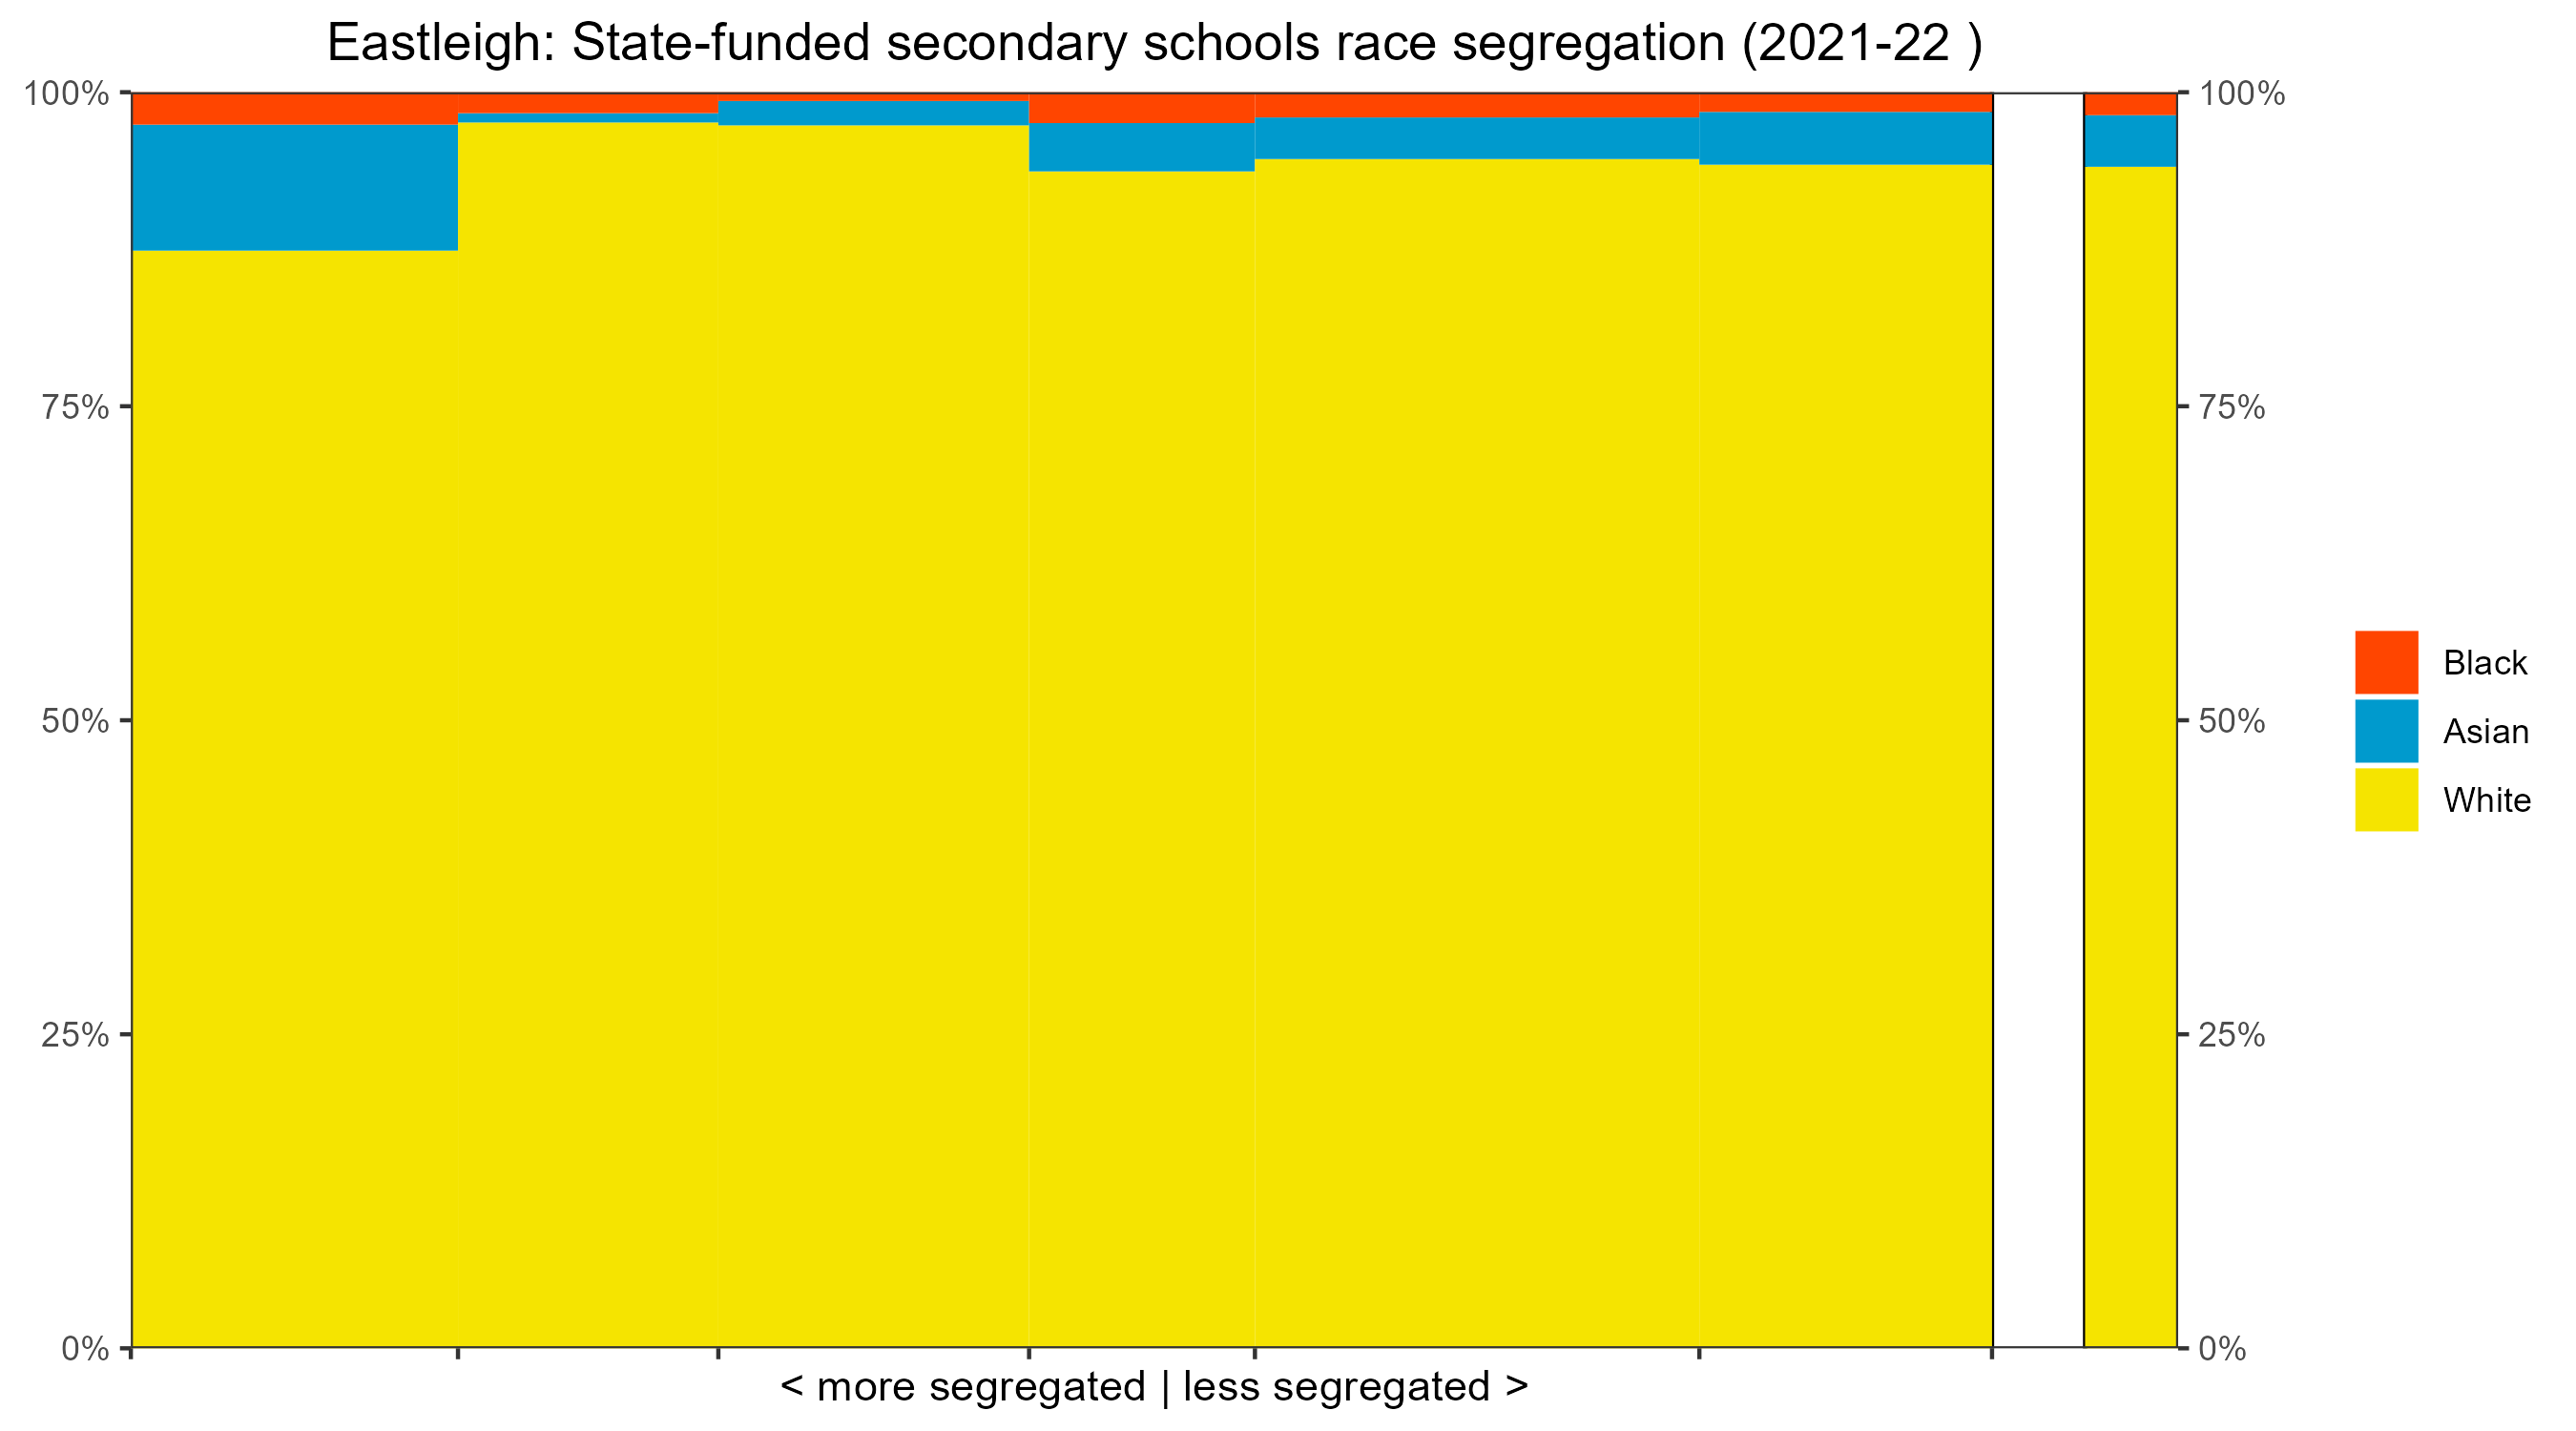 Eastleigh: State-funded secondary schools race segregation (2021-22 )
100%
75%
50%
25%
0%
100%
75%
50%
25%
0%
Black
Asian
White
< more segregated | less segregated >